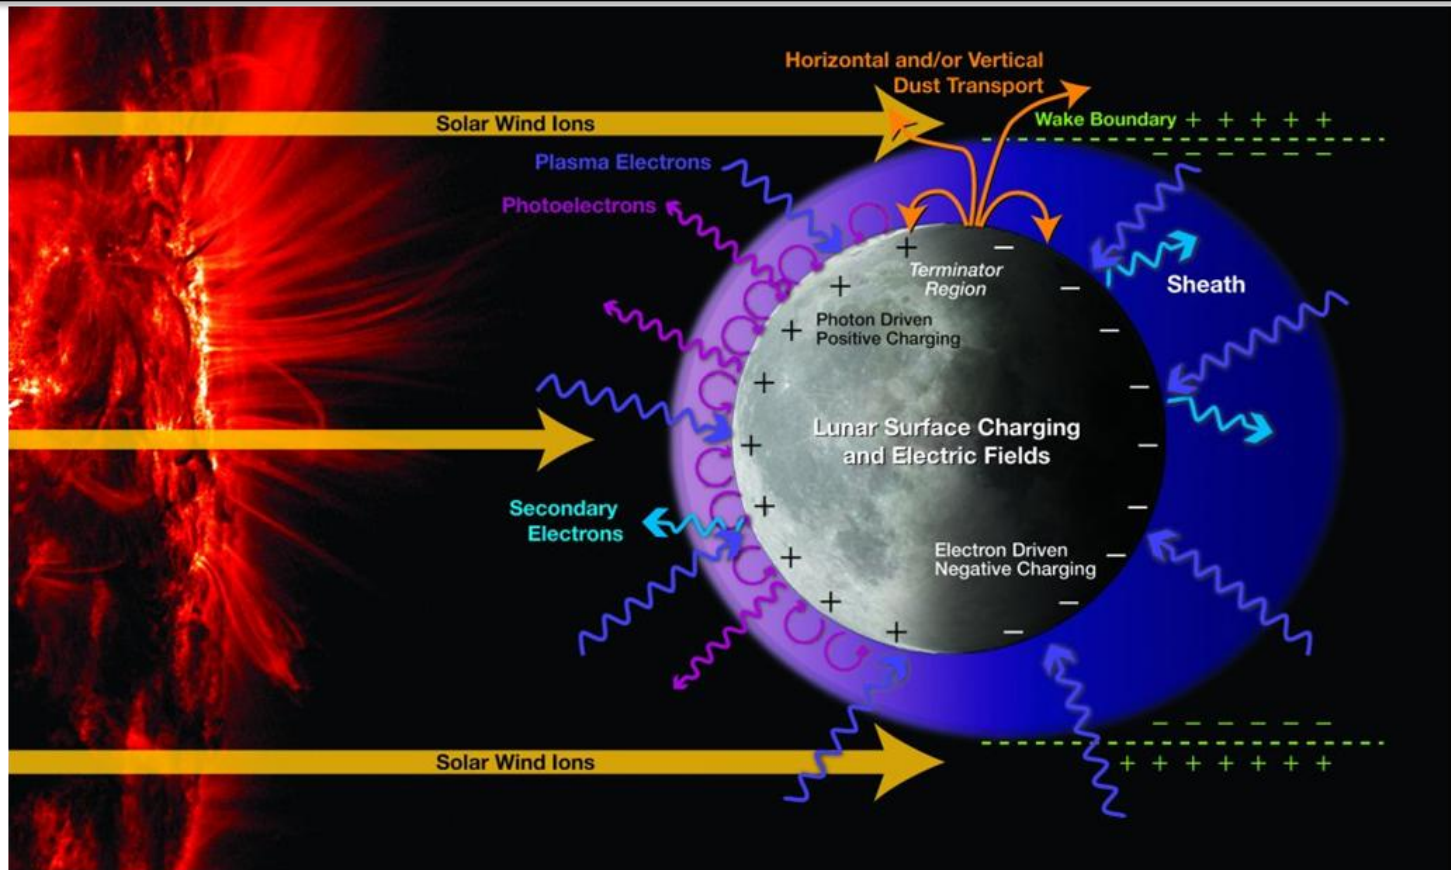 Horizontal and/or Vertical
Dust Transport
Solar Wind Ions
Wake Boundary + + + + +
− − − − − −
Plasma Electrons
Photoelectrons
+ −
Terminator
Region
Sheath
+ −
Photon Driven
Positive Charging
+ −
+ −
Lunar Surface Charging
and Electric Fields
+ −
Secondary
Electrons
+ −
Electron Driven
Negative Charging
+ −
+ −
+ −
− − − − − −
Solar Wind Ions
+ + + + + + +